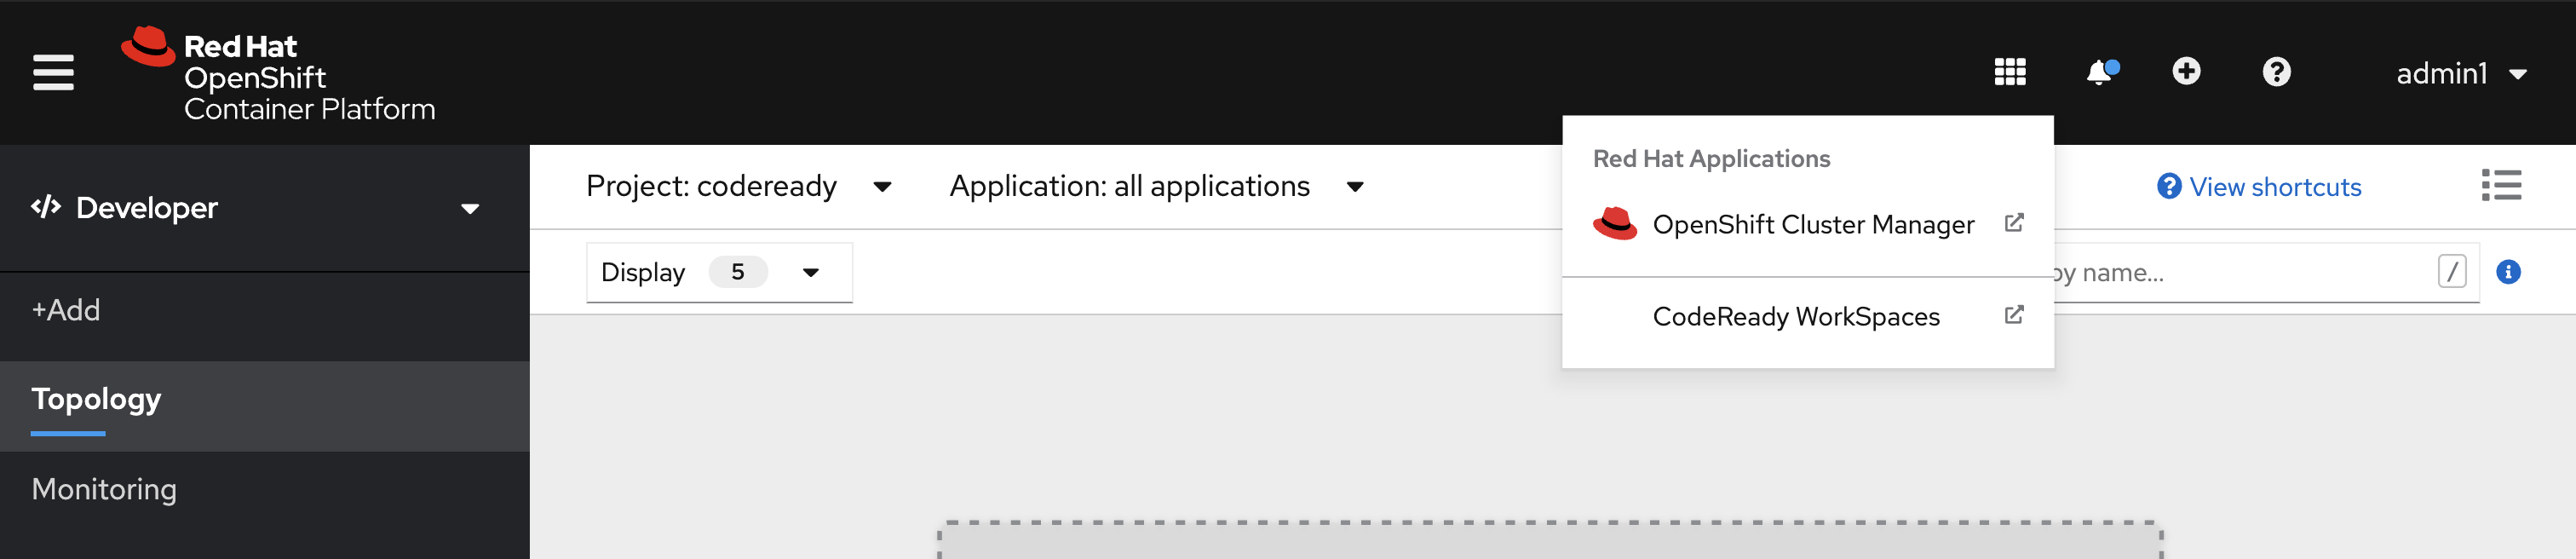 Red Hat
OpenShift
Container Platform
admin1
Developer
+Add
Topology
Monitoring
Project: codeready
Application: all applications
View shortcuts
Display 5
by name...
/
Red Hat Applications
OpenShift Cluster Manager
CodeReady WorkSpaces